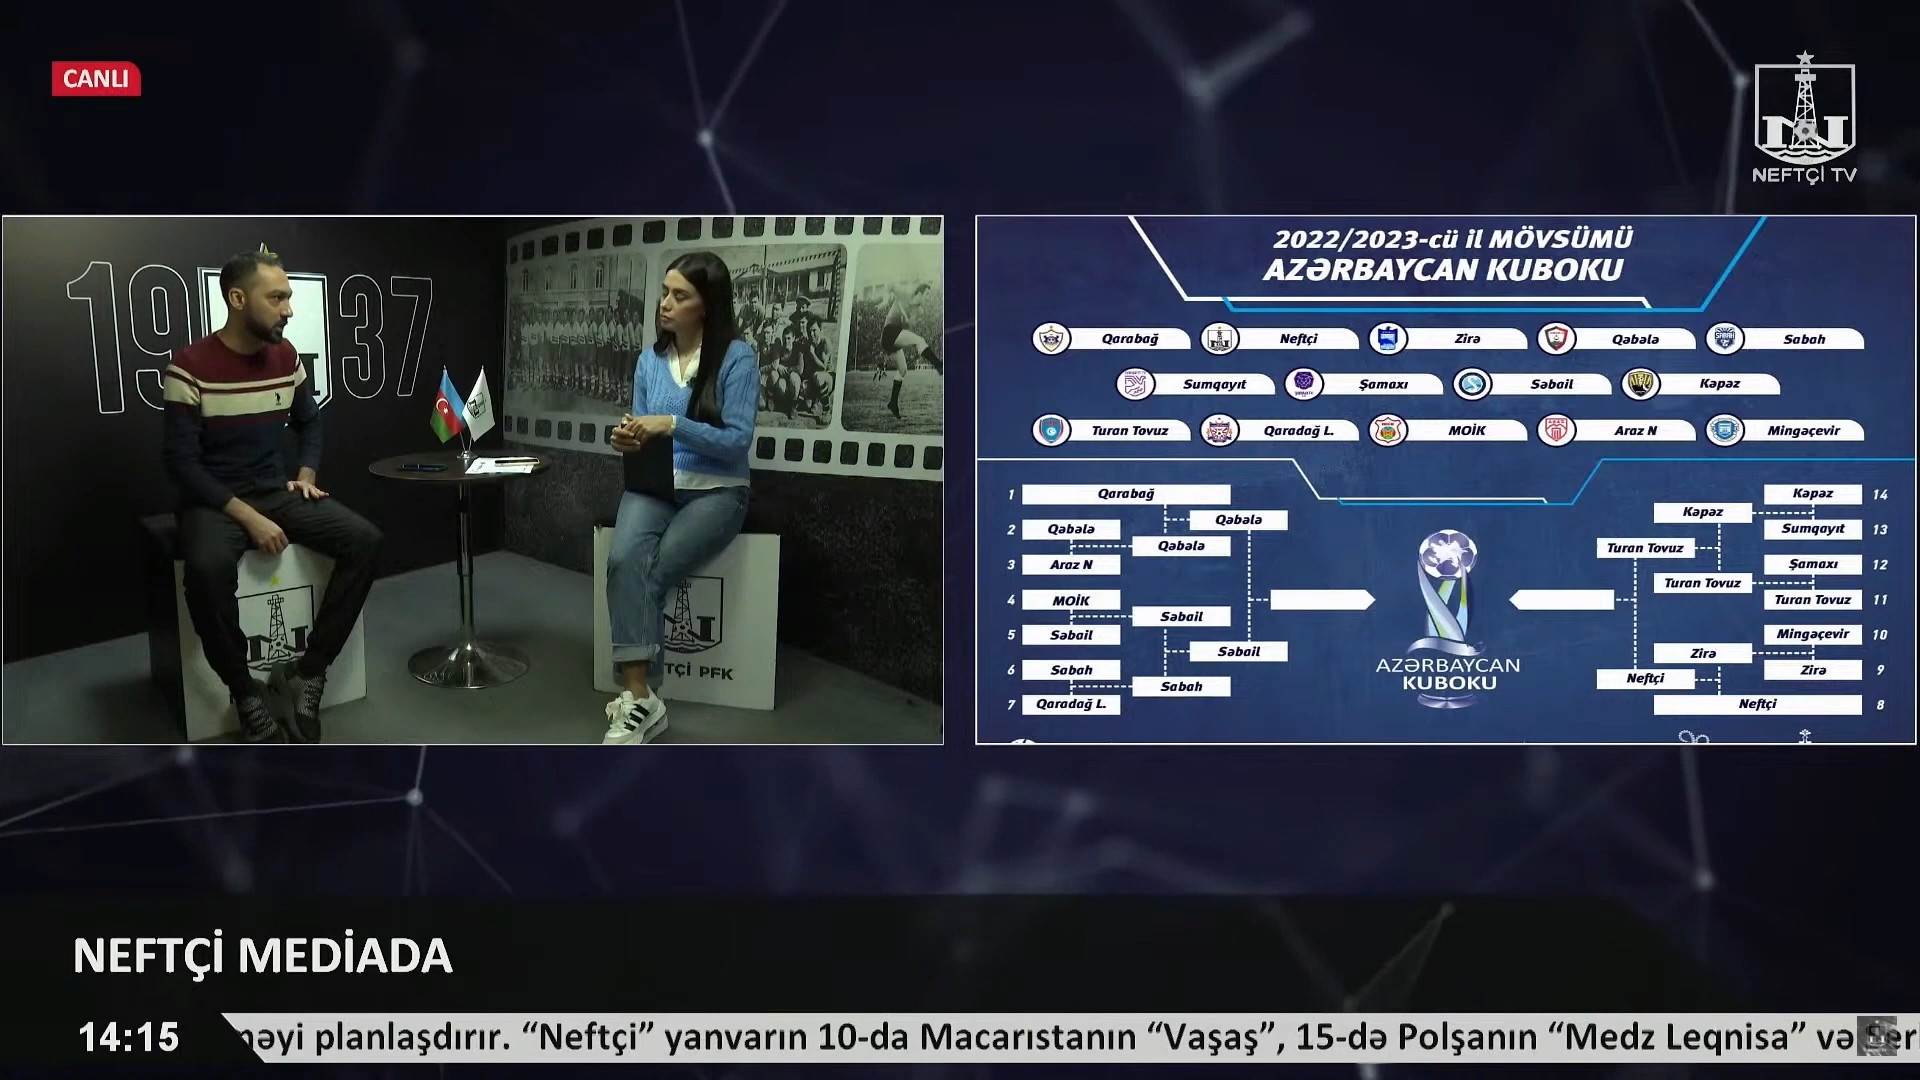 CANLI
NEFTÇİ TV
1937
N
TÇİ PFK
2022/2023-cü il MÖVSÜMÜ
AZƏRBAYCAN KUBOKU
Qarabağ Neftçi Zirə Qəbələ Sabah
Sumqayıt Şamaxı Səbail Kəpəz
Turan Tovuz Qaradağ L. MOİK Araz N Mingəçevir
1 Qarabağ
2 Qəbələ
3 Araz N
4 MOİK
5 Səbail
6 Sabah
7 Qaradağ L.
Qəbələ
Səbail
Sabah
Qəbələ
Səbail
AZƏRBAYCAN
KUBOKU
Turan Tovuz
Neftçi
Kəpəz
Turan Tovuz
Zirə
Kəpəz 14
Sumqayıt 13
Şamaxı 12
Turan Tovuz 11
Mingəçevir 10
Zirə 9
Neftçi 8
NEFTÇİ MEDİADA
14:15
məyi planlaşdırır. “Neftçi” yanvarın 10-da Macarıstanın “Vaşaş”, 15-də Polşanın “Medz Leqnisa” və